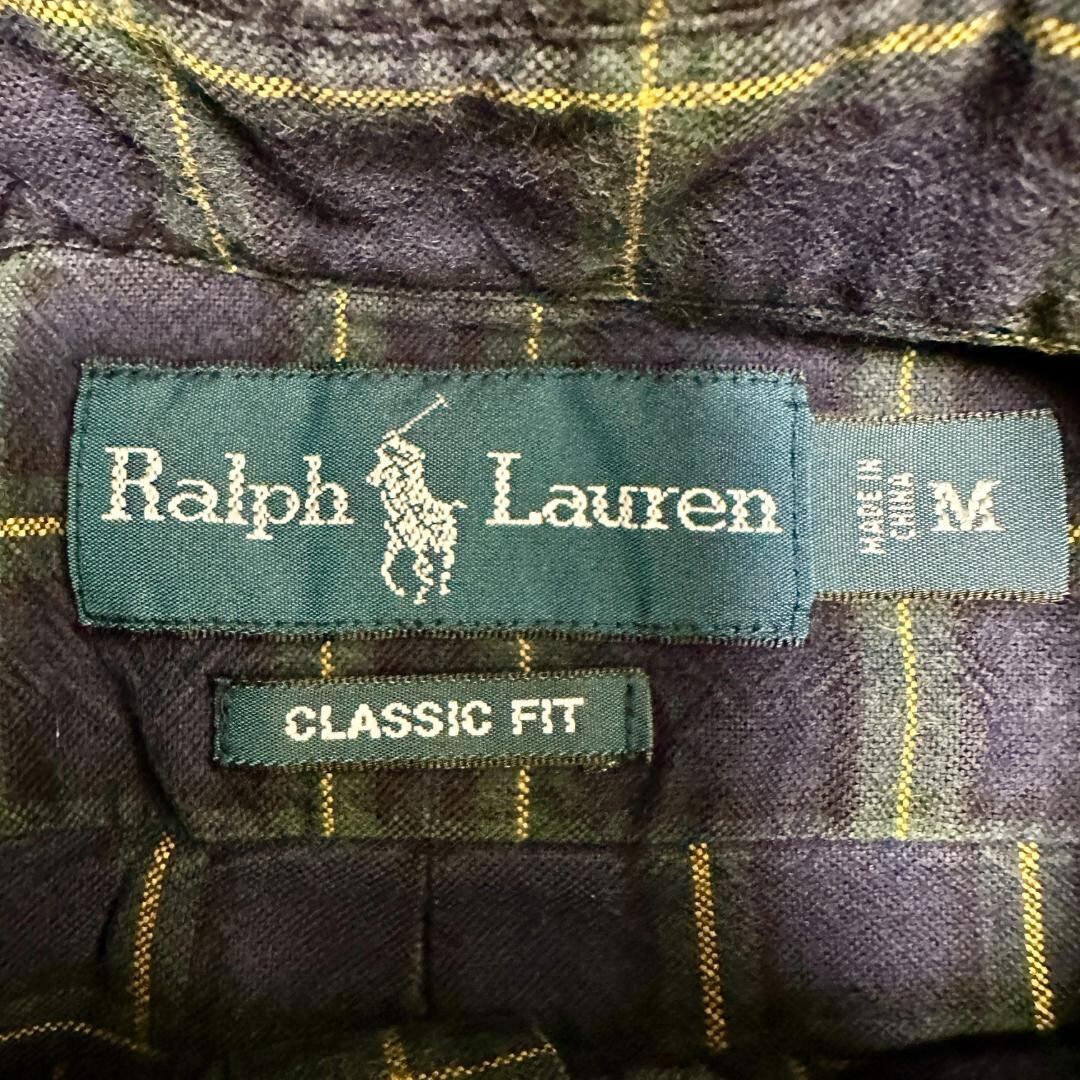 Ralph Lauren
MADE IN
CHINA
M
CLASSIC FIT